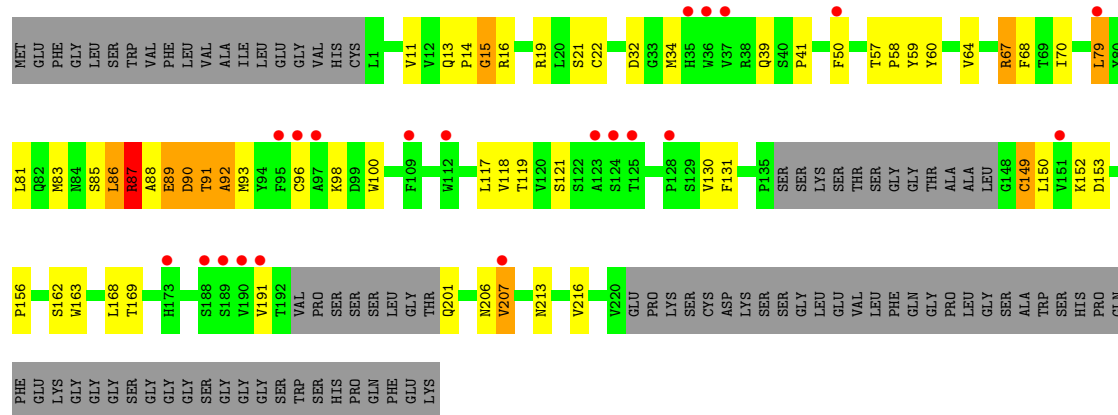 MET GLU PHE GLY LEU SER TRP VAL PHE LEU VAL ALA ILE LEU GLU GLY VAL HIS CYS L1 V11 V12 Q13 P14 G15 R16 R19 L20 S21 C22 D32 G33 M34 H35 W36 V37 R38 Q39 S40 P41 F50 T57 P58 Y59 Y60 V64 R67 F68 T69 I70 L79 Y80
L81 Q82 M83 N84 S85 L86 R87 A88 E89 D90 T91 A92 M93 Y94 F95 C96 A97 K98 D99 W100 F109 W112 L117 V118 T119 V120 S121 S122 A123 S124 T125 P128 S129 V130 F131 P135 SER SER LYS SER THR SER GLY GLY THR ALA ALA LEU G148 C149 L150 V151 K152 D153
P156 S162 W163 L168 T169 H173 S188 S189 V190 V191 T192 VAL PRO SER SER SER LEU GLY THR Q201 N206 V207 N213 V216 V220 GLU PRO LYS SER CYS ASP LYS SER SER GLY LEU GLU VAL LEU PHE GLN GLY PRO LEU GLY SER ALA TRP SER HIS PRO GLN
PHE GLU LYS GLY GLY GLY SER GLY GLY GLY SER GLY GLY GLY SER TRP SER HIS PRO GLN PHE GLU LYS